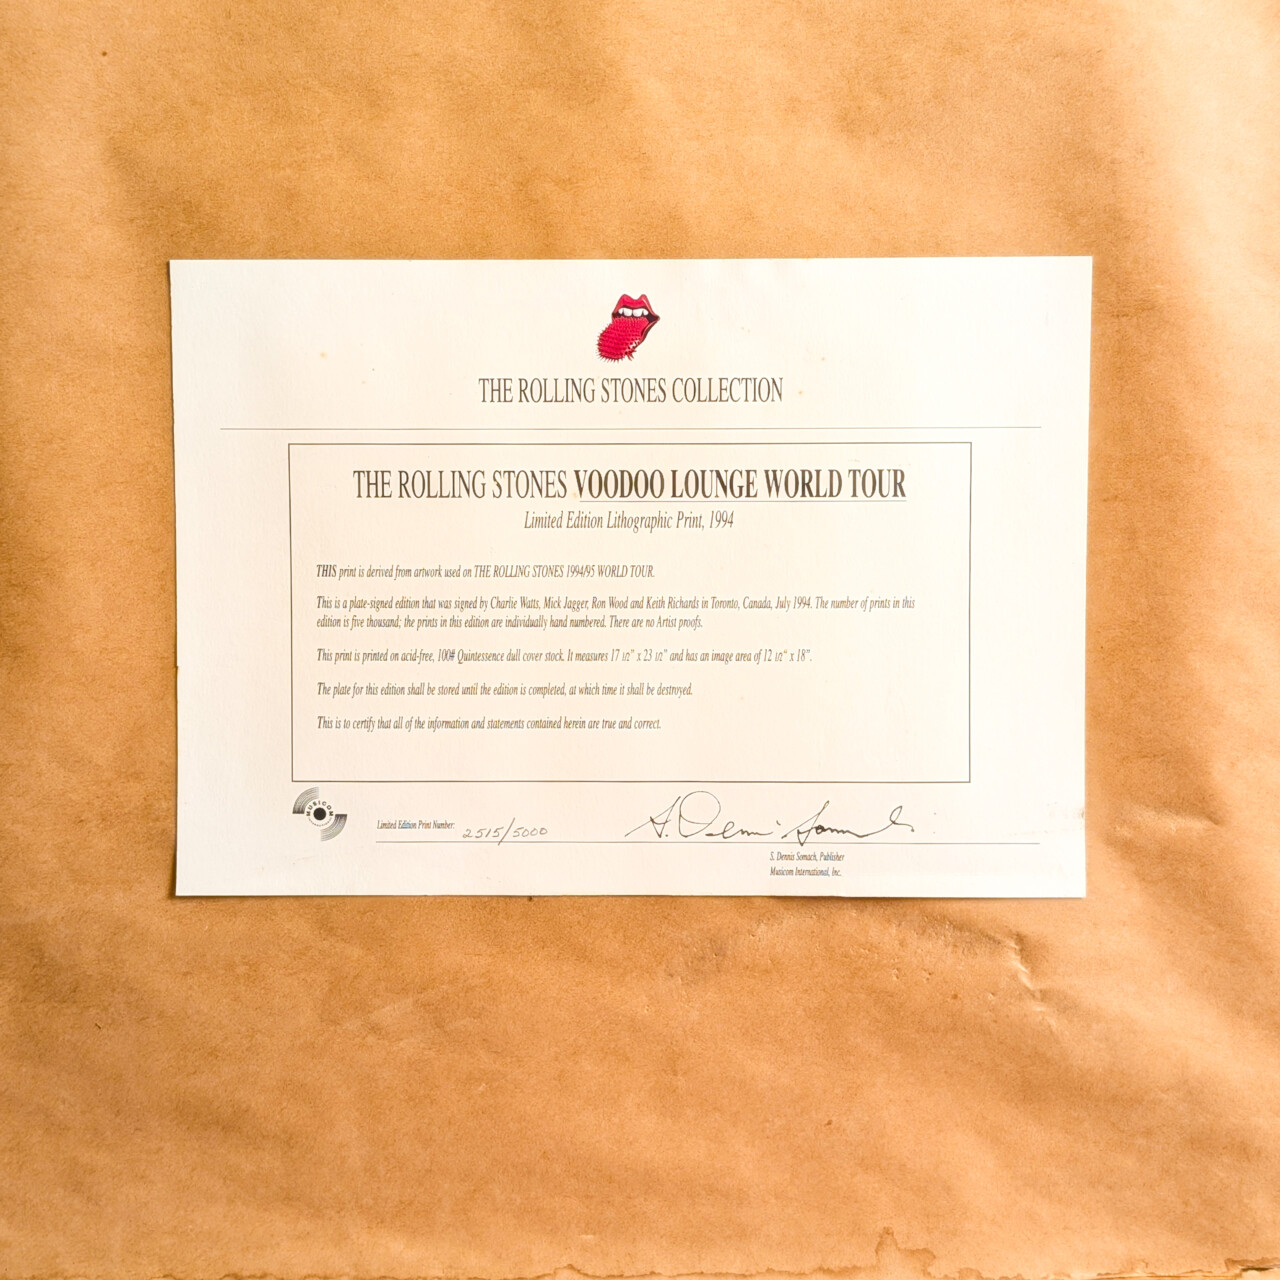 THE ROLLING STONES COLLECTION
THE ROLLING STONES VOODOO LOUNGE WORLD TOUR
Limited Edition Lithographic Print, 1994
THIS print is derived from artwork used on THE ROLLING STONES 1994/95 WORLD TOUR.
This is a plate-signed edition that was signed by Charlie Watts, Mick Jagger, Ron Wood and Keith Richards in Toronto, Canada, July 1994. The number of prints in this
edition is five thousand; the prints in this edition are individually hand numbered. There are no Artist proofs.
This print is printed on acid-free, 100# Quintessence dull cover stock. It measures 17 1/2" x 23 1/2" and has an image area of 12 1/2" x 18".
The plate for this edition shall be stored until the edition is completed, at which time it shall be destroyed.
This is to certify that all of the information and statements contained herein are true and correct.
MUSICOM
Limited Edition Print Number: 2515/5000
S. Dennis Somach
S. Dennis Somach, Publisher
Musicom International, Inc.